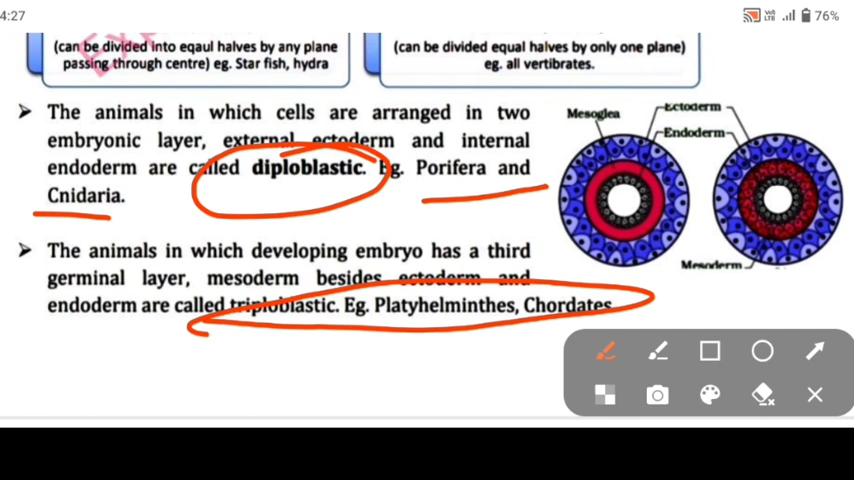 4:27
76%
(can be divided into eqaul halves by any plane
passing through centre) eg. Star fish, hydra
(can be divided equal halves by only one plane)
eg. all vertibrates.
➤ The animals in which cells are arranged in two
embryonic layer, external ectoderm and internal
endoderm are called diploblastic. Eg. Porifera and
Cnidaria.
➤ The animals in which developing embryo has a third
germinal layer, mesoderm besides ectoderm and
endoderm are called triploblastic. Eg. Platyhelminthes, Chordates
Mesoglea
Ectoderm
Endoderm
Mesoderm